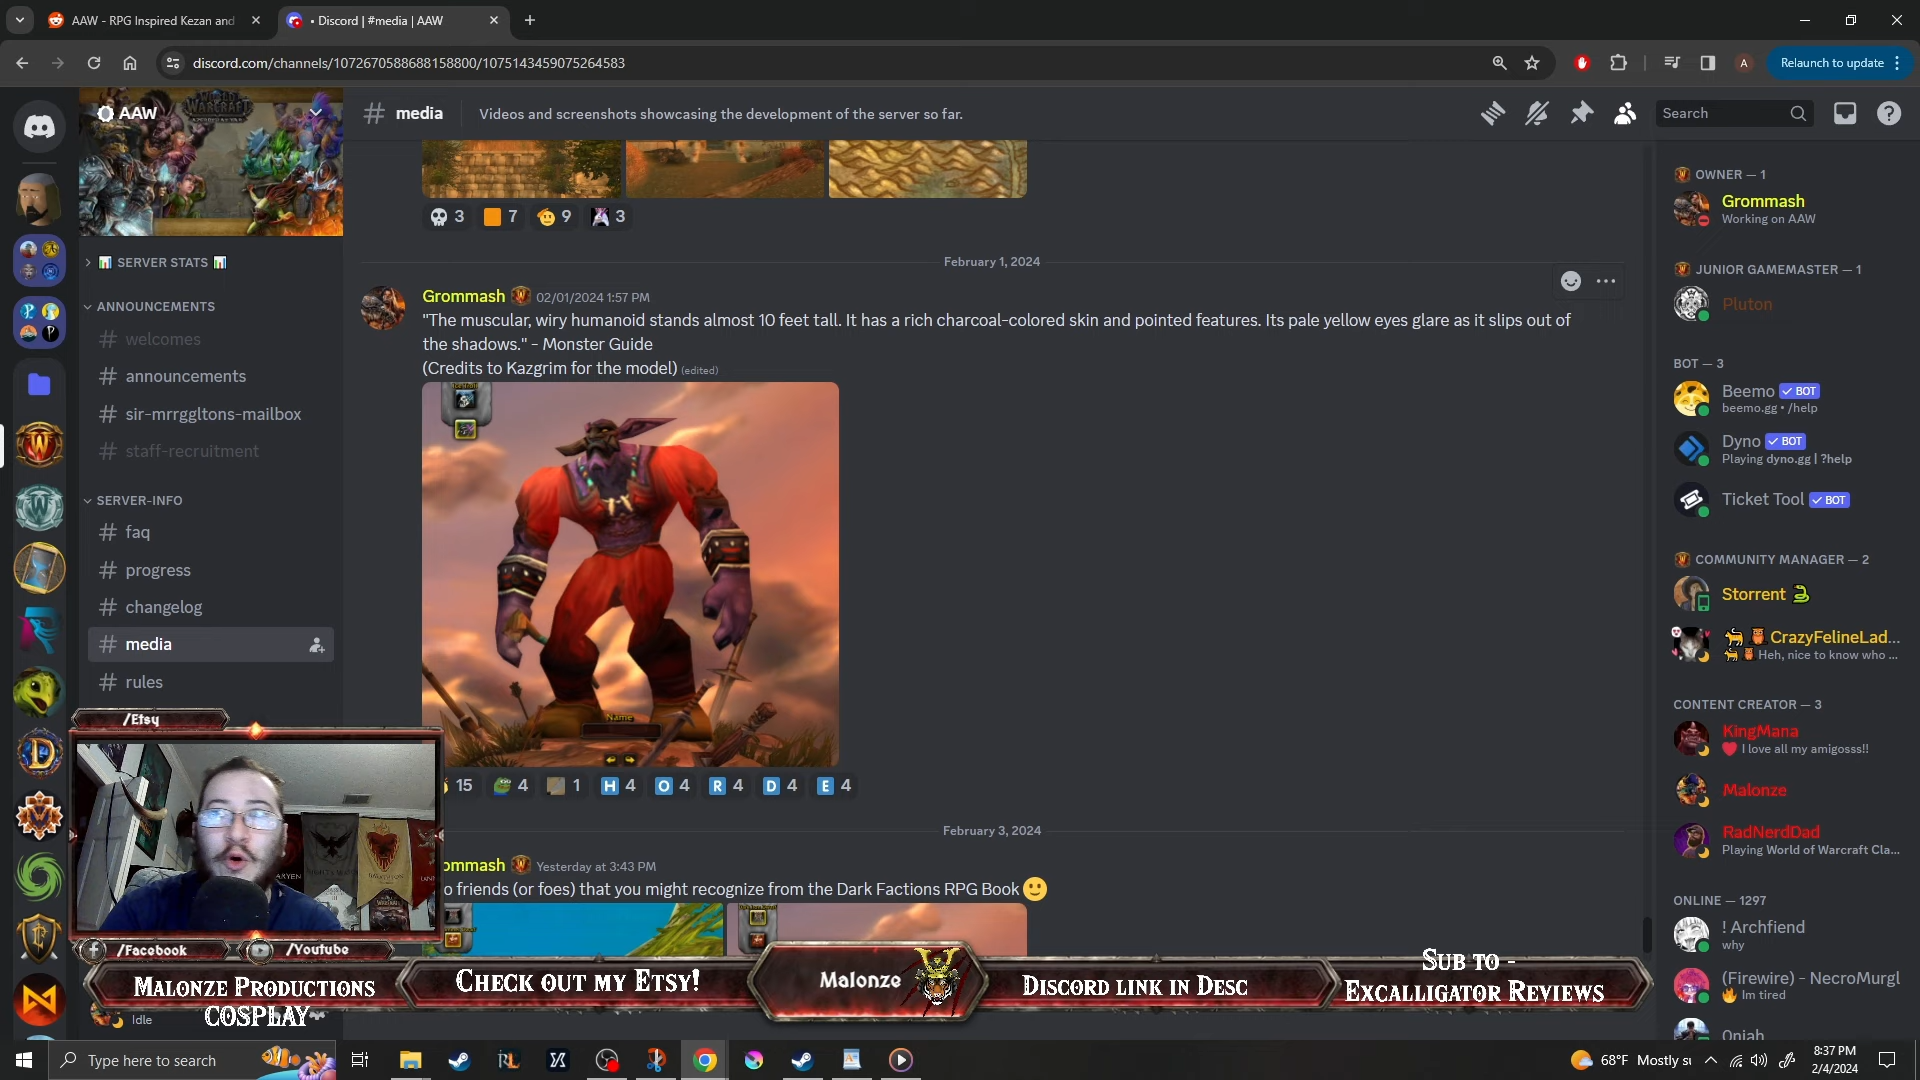 AAW - RPG Inspired Kezan and
• Discord | #media | AAW
discord.com/channels/1072670588688158800/1075143459075264583
A
Relaunch to update
AAW
media
Videos and screenshots showcasing the development of the server so far.
Search
SERVER STATS
ANNOUNCEMENTS
welcomes
announcements
sir-mrrggltons-mailbox
staff-recruitment
SERVER-INFO
faq
progress
changelog
media
rules
3
7
9
3
February 1, 2024
Grommash 02/01/2024 1:57 PM
"The muscular, wiry humanoid stands almost 10 feet tall. It has a rich charcoal-colored skin and pointed features. Its pale yellow eyes glare as it slips out of
the shadows." - Monster Guide
(Credits to Kazgrim for the model) (edited)
Name
15
4
1
H 4
O 4
R 4
D 4
E 4
February 3, 2024
ommash Yesterday at 3:43 PM
o friends (or foes) that you might recognize from the Dark Factions RPG Book
OWNER — 1
Grommash
Working on AAW
JUNIOR GAMEMASTER — 1
Pluton
BOT — 3
Beemo BOT
beemo.gg • /help
Dyno BOT
Playing dyno.gg | ?help
Ticket Tool BOT
COMMUNITY MANAGER — 2
Storrent
CrazyFelineLad...
Heh, nice to know who ...
CONTENT CREATOR — 3
KingMana
I love all my amigosss!!
Malonze
RadNerdDad
Playing World of Warcraft Cla...
ONLINE — 1297
! Archfiend
why
(Firewire) - NecroMurgl
Im tired
Oniah
/Etsy
/Facebook
/Youtube
Malonze Productions
Cosplay
Check out my Etsy!
Malonze
Discord link in Desc
Sub to -
Excalligator Reviews
Idle
Type here to search
68°F Mostly su
8:37 PM
2/4/2024